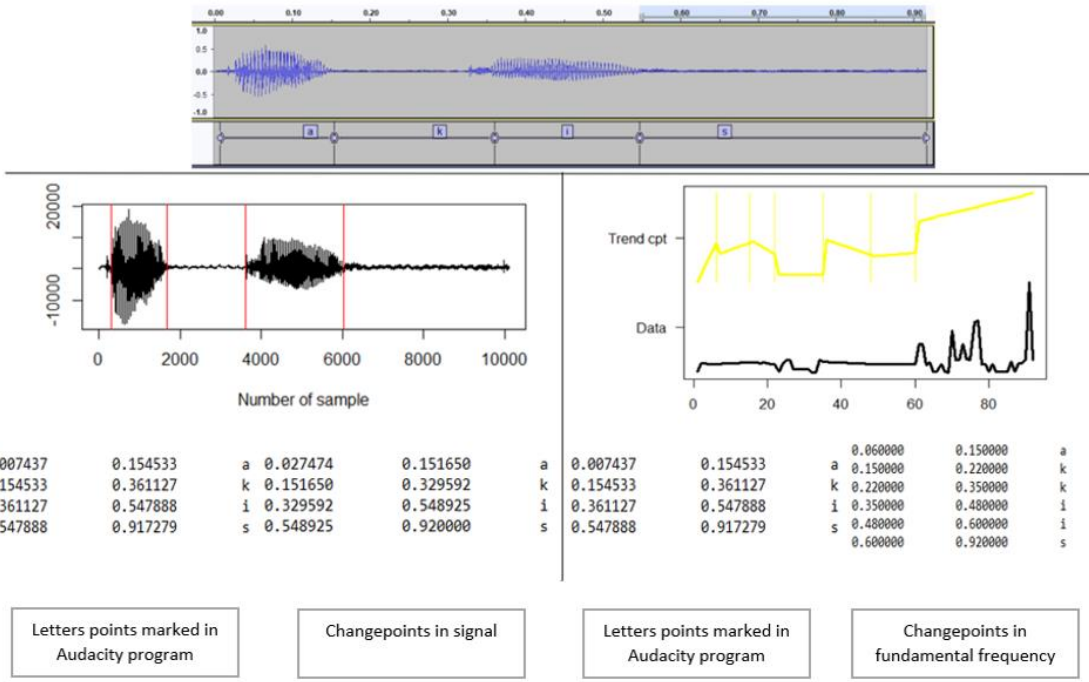 0.00 0.10 0.20 0.30 0.40 0.50 0.60 0.70 0.80 0.90
1.0
0.5
0.0
-0.5
-1.0
a k i s
20000
-10000
0 2000 4000 6000 8000 10000
Number of sample
Trend cpt
Data
0 20 40 60 80
007437 0.154533 a 0.027474 0.151650 a
154533 0.361127 k 0.151650 0.329592 k
361127 0.547888 i 0.329592 0.548925 i
547888 0.917279 s 0.548925 0.920000 s
0.007437 0.154533 a
0.154533 0.361127 k
0.361127 0.547888 i
0.547888 0.917279 s
0.060000 0.150000 a
0.150000 0.220000 k
0.220000 0.350000 k
0.350000 0.480000 i
0.480000 0.600000 i
0.600000 0.920000 s
Letters points marked in
Audacity program
Changepoints in signal
Letters points marked in
Audacity program
Changepoints in
fundamental frequency